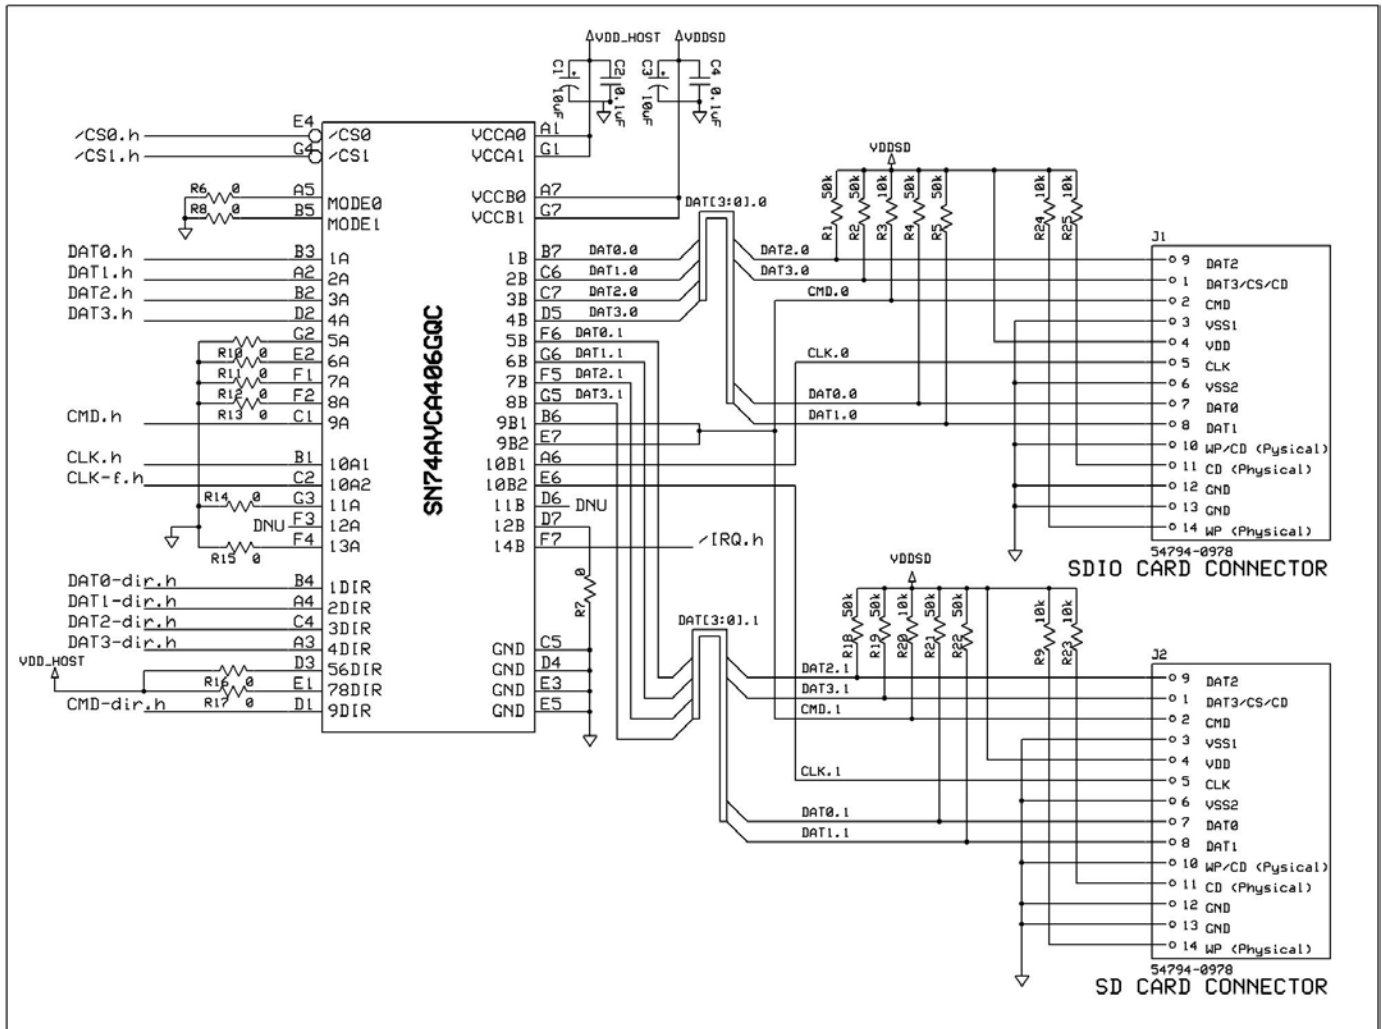 VDD_HOST
VDDSD
C1 10uF
C2 0.1uF
C3 10uF
C4 0.1uF
SN74AVCA406GQC
/CS0.h E4 /CS0
/CS1.h G4 /CS1
R6 0 A5 MODE0
R8 0 B5 MODE1
DAT0.h B3 1A
DAT1.h A2 2A
DAT2.h B2 3A
DAT3.h D2 4A
G2 5A
R10 0 E2 6A
R11 0 F1 7A
R12 0 F2 8A
R13 0
CMD.h C1 9A
CLK.h B1 10A1
CLK-f.h C2 10A2
R14 0 G3 11A
DNU F3 12A
R15 0 F4 13A
DAT0-dir.h B4 1DIR
DAT1-dir.h A4 2DIR
DAT2-dir.h C4 3DIR
DAT3-dir.h A3 4DIR
VDD_HOST
D3 56DIR
R16 0 E1 78DIR
R17 0
CMD-dir.h D1 9DIR
VCCA0 A1
VCCA1 G1
VCCB0 A7
VCCB1 G7
1B B7 DAT0.0
2B C6 DAT1.0
3B C7 DAT2.0
4B D5 DAT3.0
5B F6 DAT0.1
6B G6 DAT1.1
7B F5 DAT2.1
8B G5 DAT3.1
9B1 B6
9B2 E7
10B1 A6
10B2 E6
11B D6 DNU
12B D7
14B F7 /IRQ.h
R7 0
GND C5
GND D4
GND E3
GND E5
DAT[3:0].0
VDDSD
R1 50k
R2 50k
R3 10k
R4 50k
R5 50k
R24 10k
R25 10k
DAT2.0
DAT3.0
CMD.0
CLK.0
DAT0.0
DAT1.0
J1
9 DAT2
1 DAT3/CS/CD
2 CMD
3 VSS1
4 VDD
5 CLK
6 VSS2
7 DAT0
8 DAT1
10 WP/CD (Pysical)
11 CD (Physical)
12 GND
13 GND
14 WP (Physical)
54794-0978
SDIO CARD CONNECTOR
DAT[3:0].1
VDDSD
R18 50k
R19 50k
R20 10k
R21 50k
R22 50k
R9 10k
R23 10k
DAT2.1
DAT3.1
CMD.1
CLK.1
DAT0.1
DAT1.1
J2
9 DAT2
1 DAT3/CS/CD
2 CMD
3 VSS1
4 VDD
5 CLK
6 VSS2
7 DAT0
8 DAT1
10 WP/CD (Pysical)
11 CD (Physical)
12 GND
13 GND
14 WP (Physical)
54794-0978
SD CARD CONNECTOR